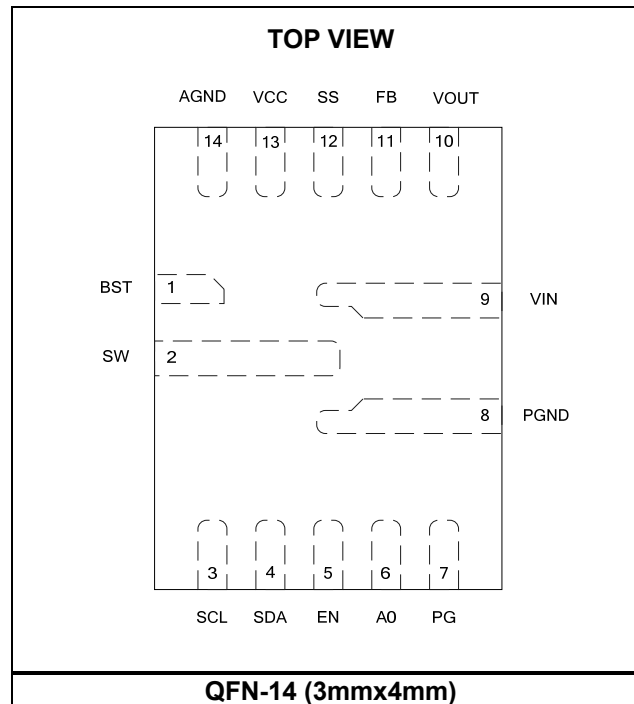 TOP VIEW
AGND VCC SS FB VOUT
14 13 12 11 10
BST 1 9 VIN
SW 2
8 PGND
3 4 5 6 7
SCL SDA EN A0 PG
QFN-14 (3mmx4mm)